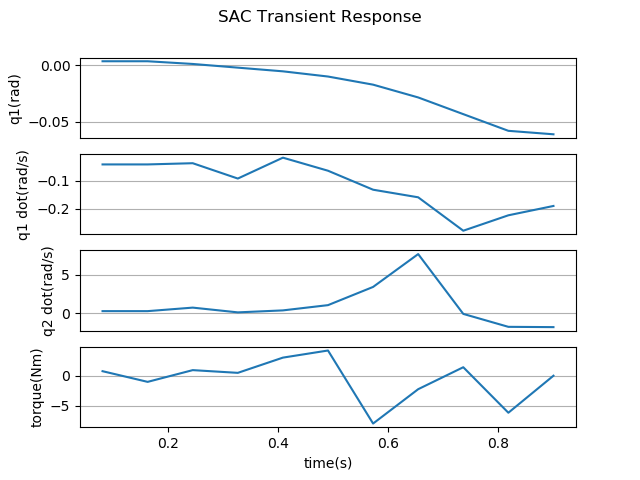 SAC Transient Response
q1(rad)
0.00
−0.05
q1 dot(rad/s)
−0.1
−0.2
q2 dot(rad/s)
5
0
torque(Nm)
0
−5
0.2 0.4 0.6 0.8
time(s)